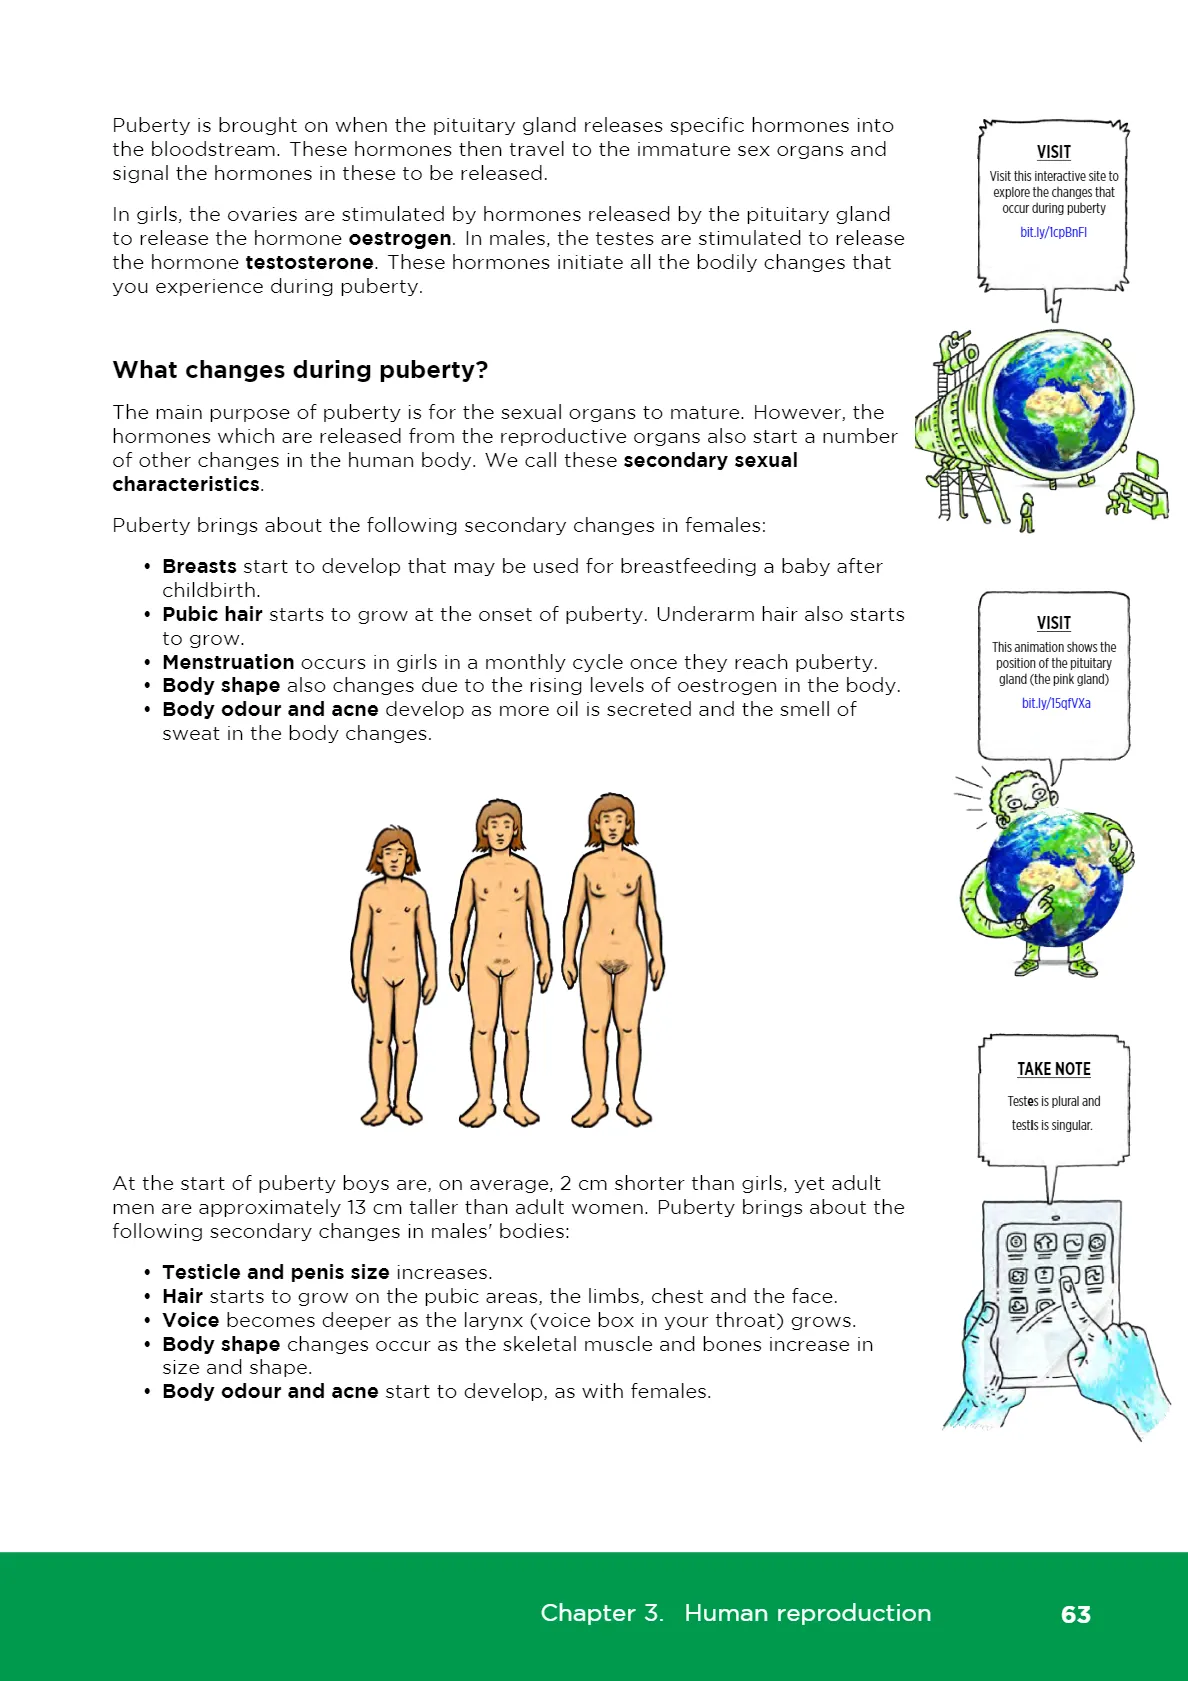 Puberty is brought on when the pituitary gland releases specific hormones into
the bloodstream. These hormones then travel to the immature sex organs and
signal the hormones in these to be released.
In girls, the ovaries are stimulated by hormones released by the pituitary gland
to release the hormone oestrogen. In males, the testes are stimulated to release
the hormone testosterone. These hormones initiate all the bodily changes that
you experience during puberty.
What changes during puberty?
The main purpose of puberty is for the sexual organs to mature. However, the
hormones which are released from the reproductive organs also start a number
of other changes in the human body. We call these secondary sexual
characteristics.
Puberty brings about the following secondary changes in females:
• Breasts start to develop that may be used for breastfeeding a baby after
childbirth.
• Pubic hair starts to grow at the onset of puberty. Underarm hair also starts
to grow.
• Menstruation occurs in girls in a monthly cycle once they reach puberty.
• Body shape also changes due to the rising levels of oestrogen in the body.
• Body odour and acne develop as more oil is secreted and the smell of
sweat in the body changes.
At the start of puberty boys are, on average, 2 cm shorter than girls, yet adult
men are approximately 13 cm taller than adult women. Puberty brings about the
following secondary changes in males' bodies:
• Testicle and penis size increases.
• Hair starts to grow on the pubic areas, the limbs, chest and the face.
• Voice becomes deeper as the larynx (voice box in your throat) grows.
• Body shape changes occur as the skeletal muscle and bones increase in
size and shape.
• Body odour and acne start to develop, as with females.
VISIT
Visit this interactive site to
explore the changes that
occur during puberty
bit.ly/1cpBnFI
VISIT
This animation shows the
position of the pituitary
gland (the pink gland)
bit.ly/15qfVXa
TAKE NOTE
Testes is plural and
testIs is singular.
Chapter 3. Human reproduction 63